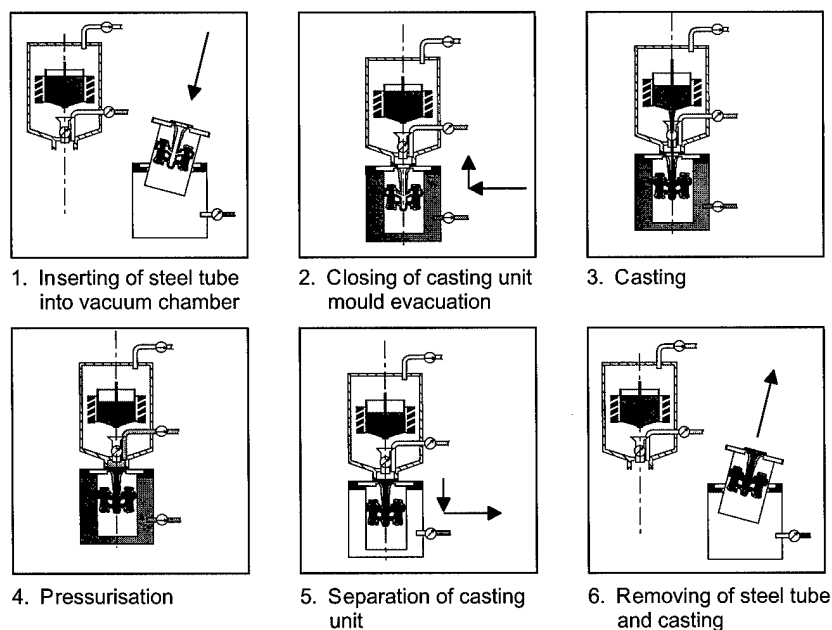 1. Inserting of steel tube
into vacuum chamber
2. Closing of casting unit
mould evacuation
3. Casting
4. Pressurisation
5. Separation of casting
unit
6. Removing of steel tube
and casting